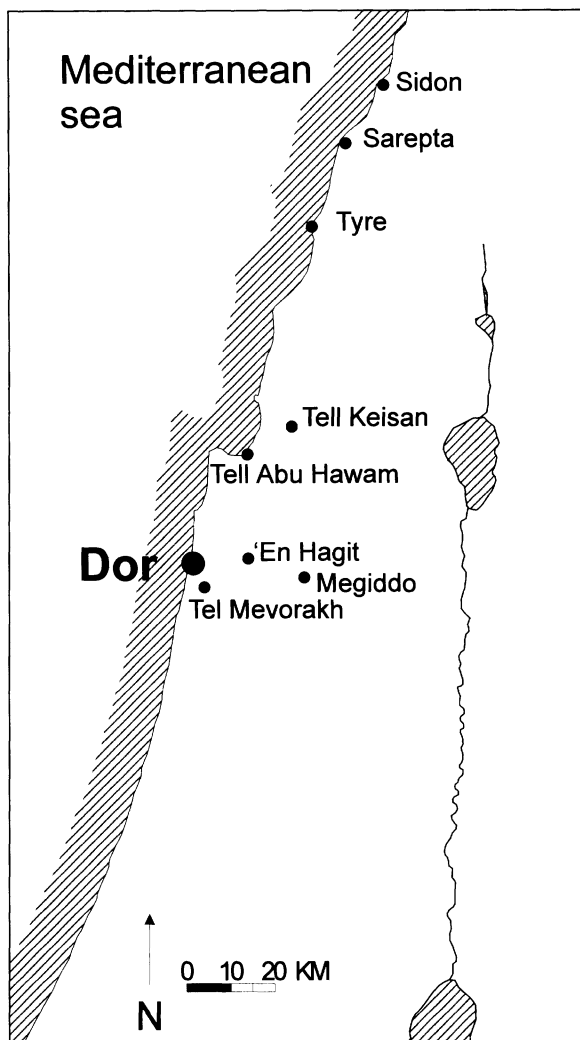 Mediterranean
sea
Sidon
Sarepta
Tyre
Tell Keisan
Tell Abu Hawam
Dor
‘En Hagit
Megiddo
Tel Mevorakh
0 10 20 KM
N